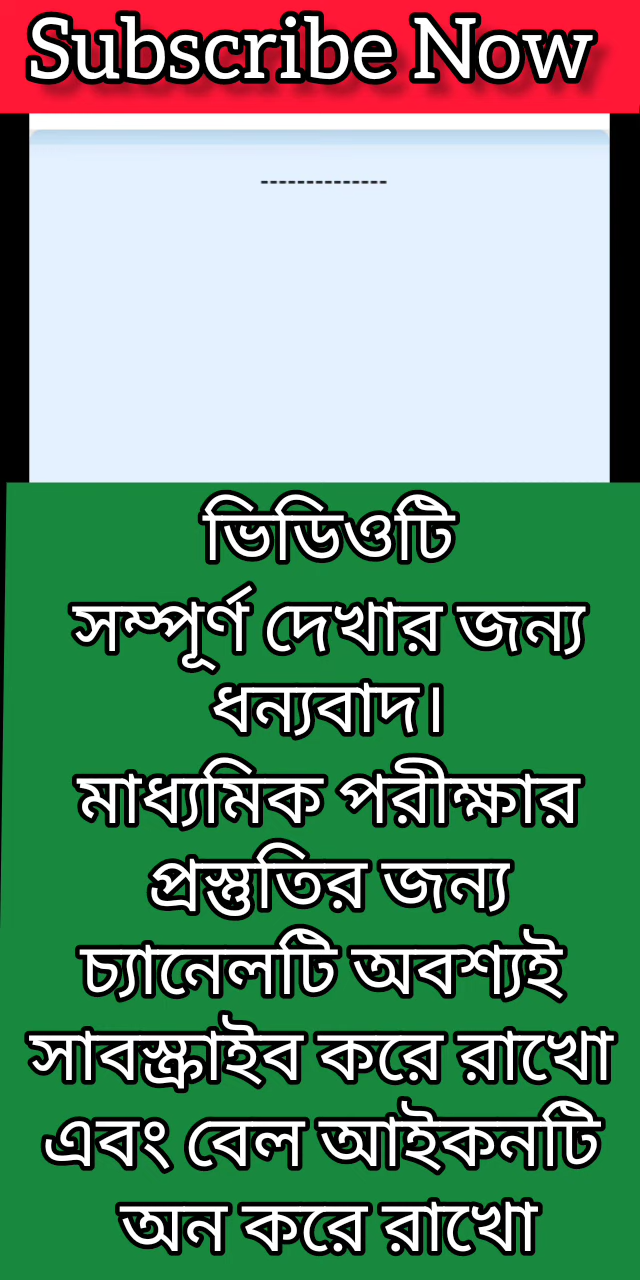 Subscribe Now
--------------
ভিডিওটি
সম্পূর্ণ দেখার জন্য
ধন্যবাদ।
মাধ্যমিক পরীক্ষার
প্রস্তুতির জন্য
চ্যানেলটি অবশ্যই
সাবস্ক্রাইব করে রাখো
এবং বেল আইকনটি
অন করে রাখো